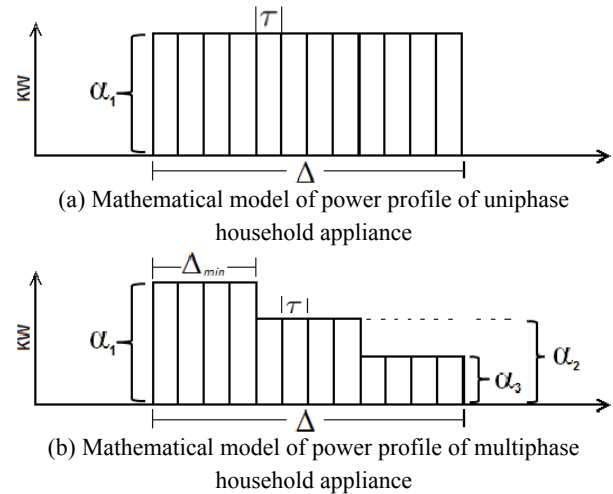 τ
KW
α₁
Δ
(a) Mathematical model of power profile of uniphase
household appliance
Δmin
τ
KW
α₁
α₂
α₃
Δ
(b) Mathematical model of power profile of multiphase
household appliance